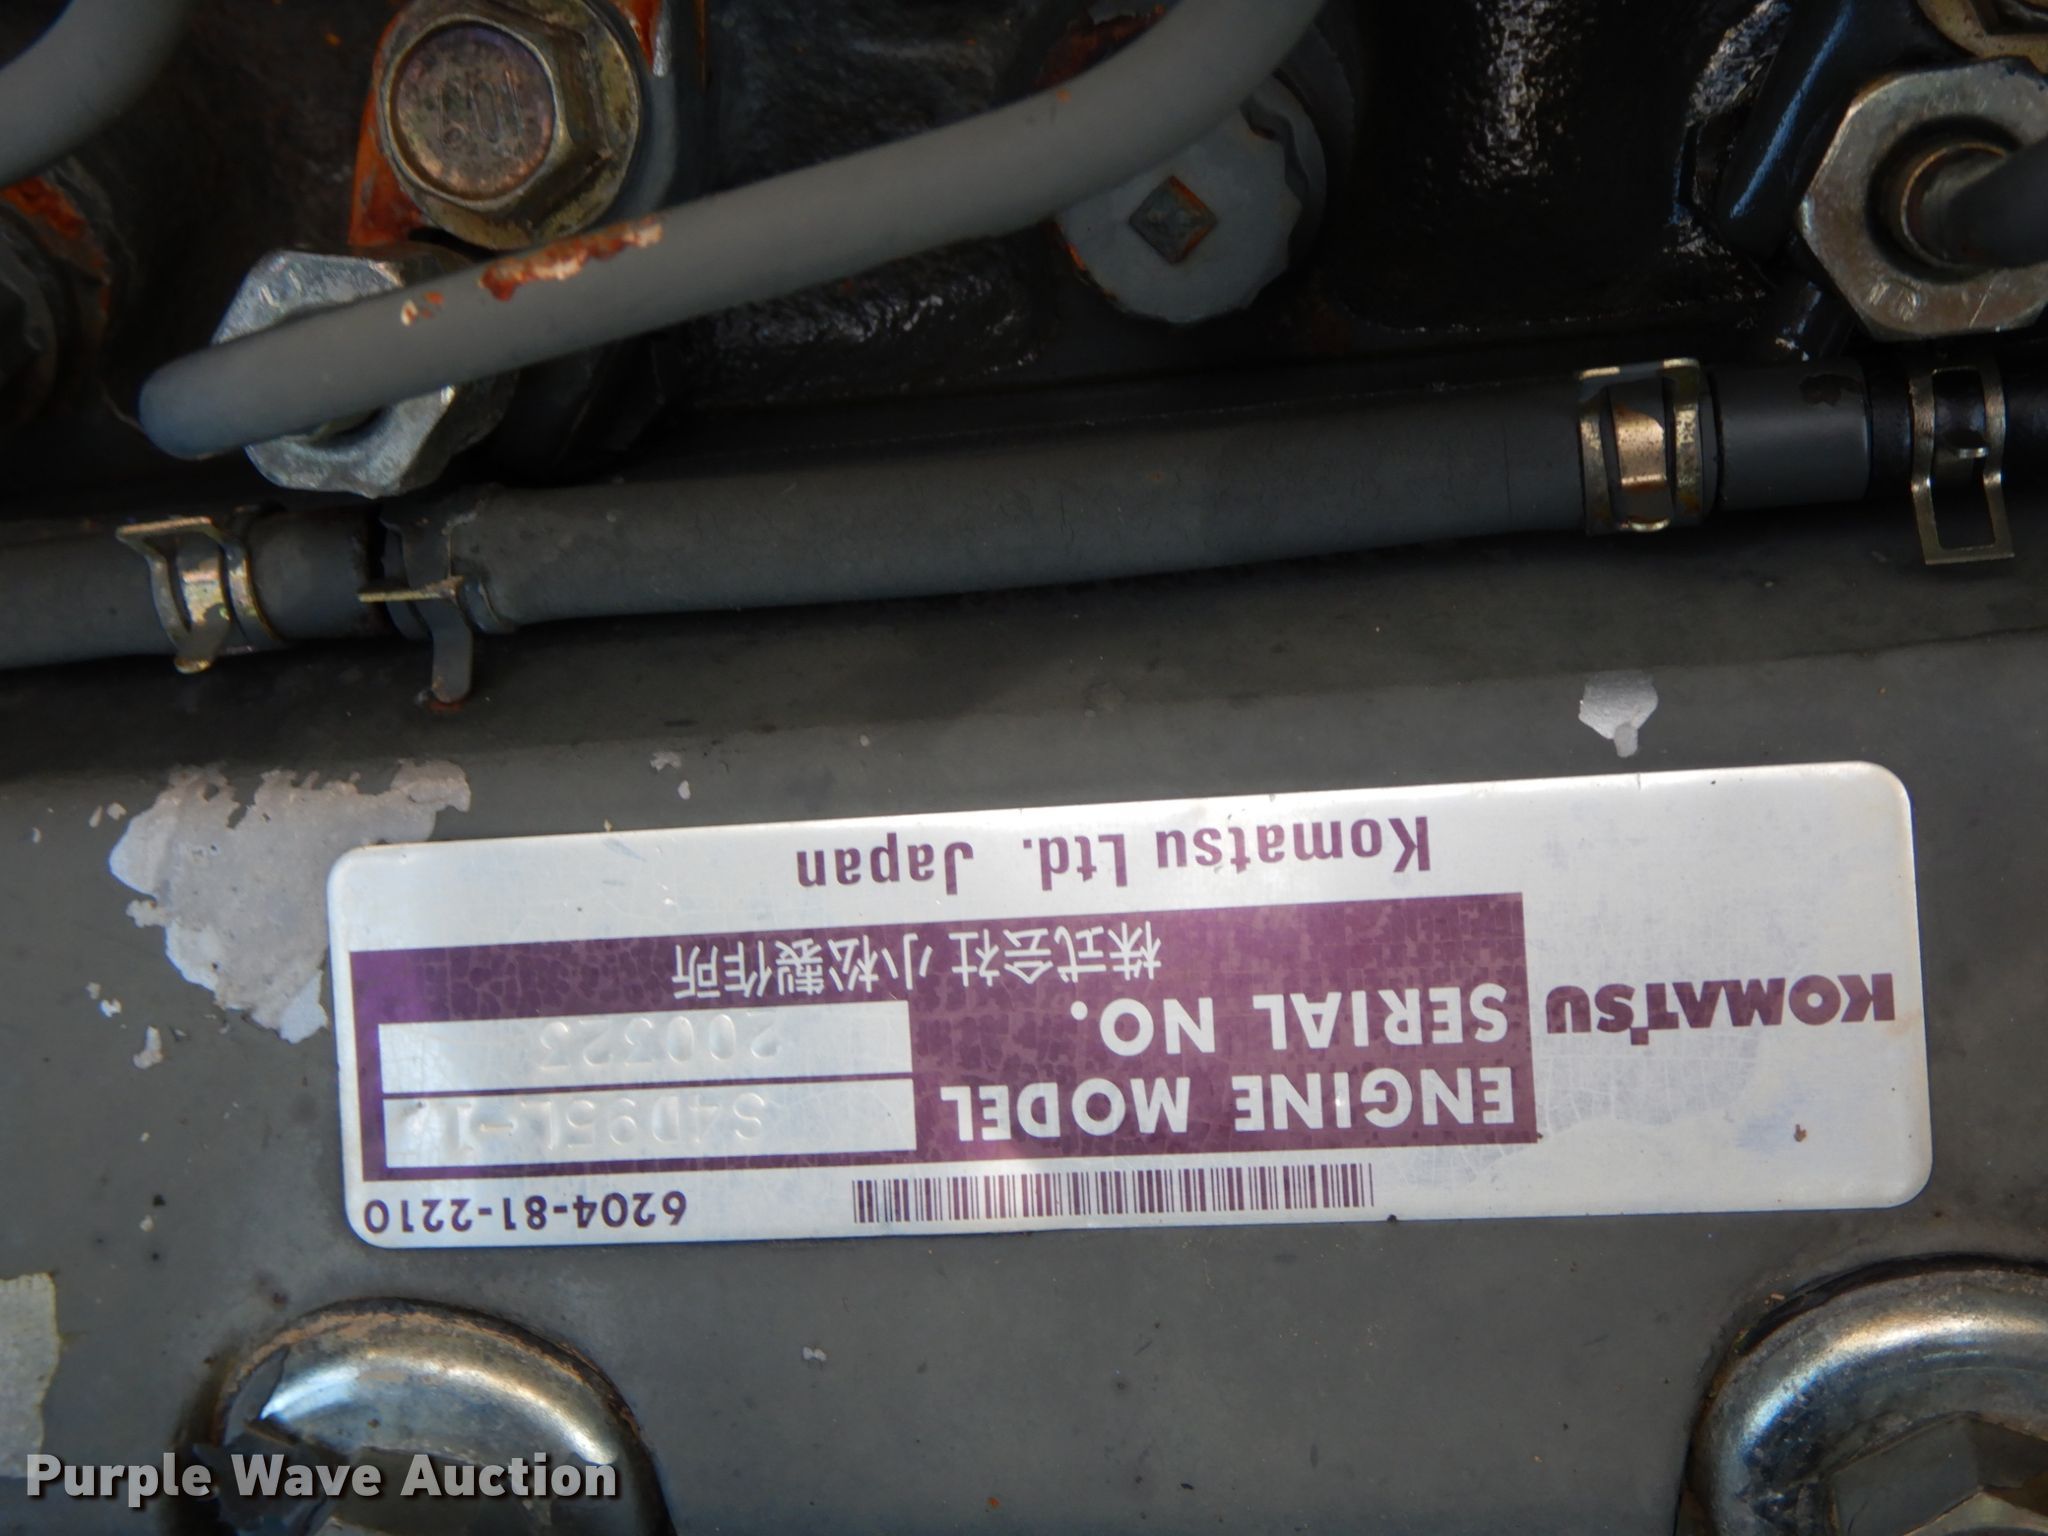 6204-81-2210
KOMATSU
ENGINE MODEL S4D95L-1
SERIAL NO. 200323
株式会社 小松製作所
Komatsu Ltd. Japan
Purple Wave Auction